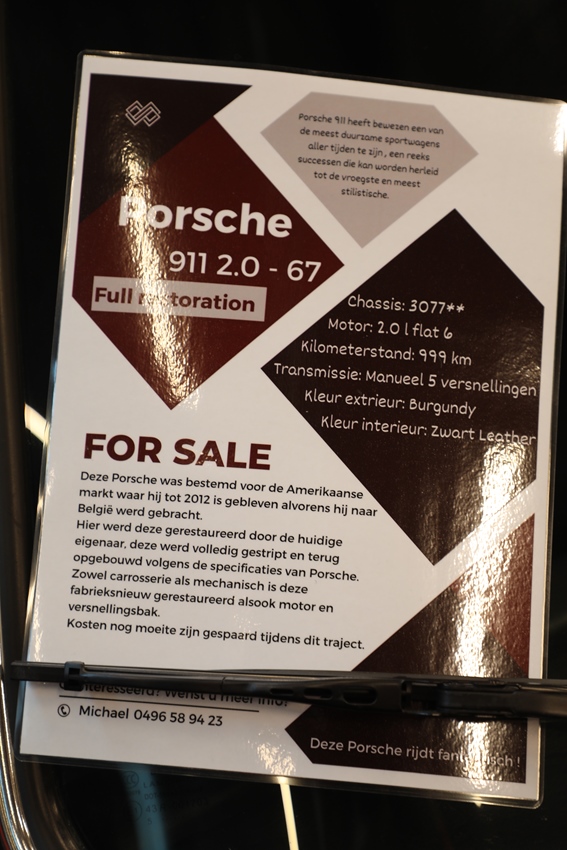 Porsche
911 2.0 - 67
Full restoration
Porsche 911 heeft bewezen een van
de meest duurzame sportwagens
aller tijden te zijn, een reeks
successen die kan worden herleid
tot de vroegste en meest
stilistische.
Chassis: 3077**
Motor: 2.0 l flat 6
Kilometerstand: 999 km
Transmissie: Manueel 5 versnellingen
Kleur extrieur: Burgundy
Kleur interieur: Zwart Leather
FOR SALE
Deze Porsche was bestemd voor de Amerikaanse
markt waar hij tot 2012 is gebleven alvorens hij naar
België werd gebracht.
Hier werd deze gerestaureerd door de huidige
eigenaar, deze werd volledig gestript en terug
opgebouwd volgens de specificaties van Porsche.
Zowel carrosserie als mechanisch is deze
fabrieksnieuw gerestaureerd alsook motor en
versnellingsbak.
Kosten nog moeite zijn gespaard tijdens dit traject.
Interesseerd? Wenst u meer info!
Michael 0496 58 94 23
Deze Porsche rijdt fantastisch !